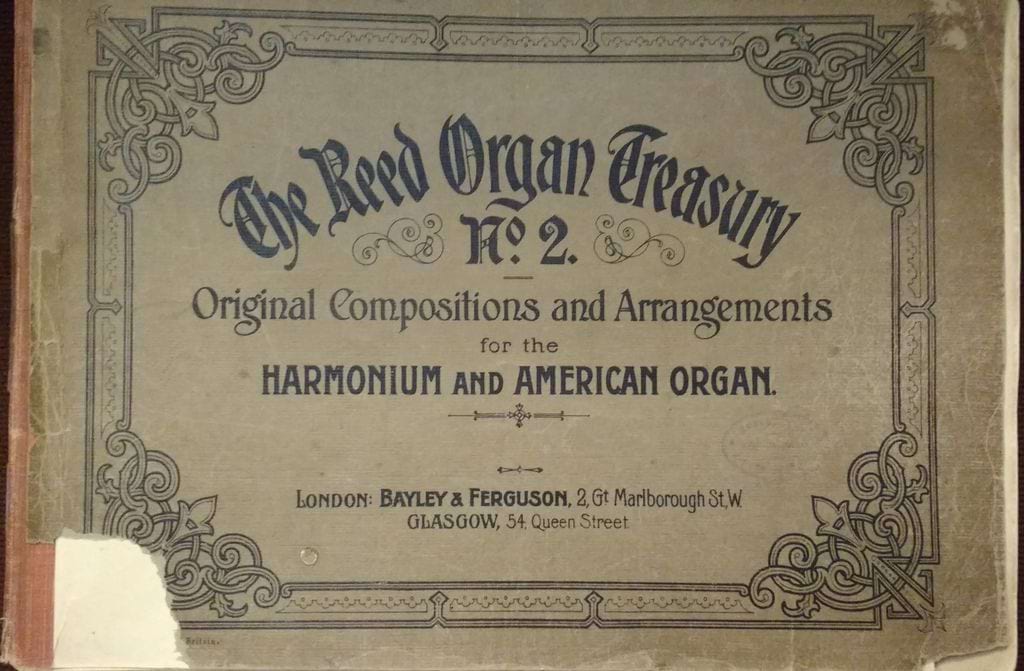 The Reed Organ Treasury
No. 2.
Original Compositions and Arrangements
for the
HARMONIUM AND AMERICAN ORGAN.
LONDON: BAYLEY & FERGUSON, 2, Gt Marlborough St, W.
GLASGOW, 54, Queen Street
Britain.